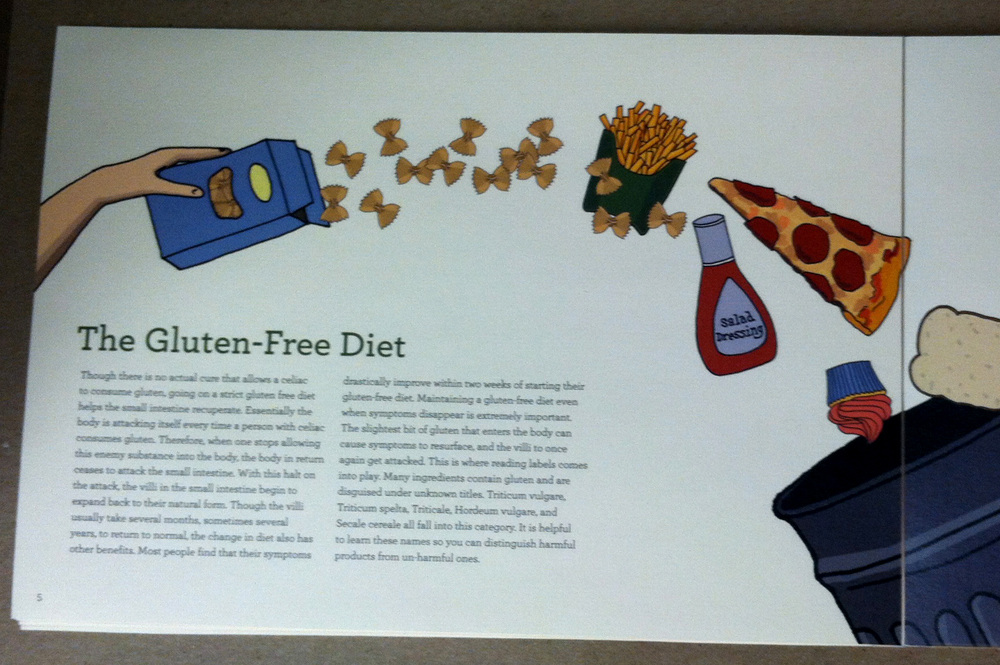 Salad
Dressing
The Gluten-Free Diet
Though there is no actual cure that allows a celiac
to consume gluten, going on a strict gluten free diet
helps the small intestine recuperate. Essentially the
body is attacking itself every time a person with celiac
consumes gluten. Therefore, when one stops allowing
this enemy substance into the body, the body in return
ceases to attack the small intestine. With this halt on
the attack, the villi in the small intestine begin to
expand back to their natural form. Though the villi
usually take several months, sometimes several
years, to return to normal, the change in diet also has
other benefits. Most people find that their symptoms
drastically improve within two weeks of starting their
gluten-free diet. Maintaining a gluten-free diet even
when symptoms disappear is extremely important.
The slightest bit of gluten that enters the body can
cause symptoms to resurface, and the villi to once
again get attacked. This is where reading labels comes
into play. Many ingredients contain gluten and are
disguised under unknown titles. Triticum vulgare,
Triticum spelta, Triticale, Hordeum vulgare, and
Secale cereale all fall into this category. It is helpful
to learn these names so you can distinguish harmful
products from un-harmful ones.
5